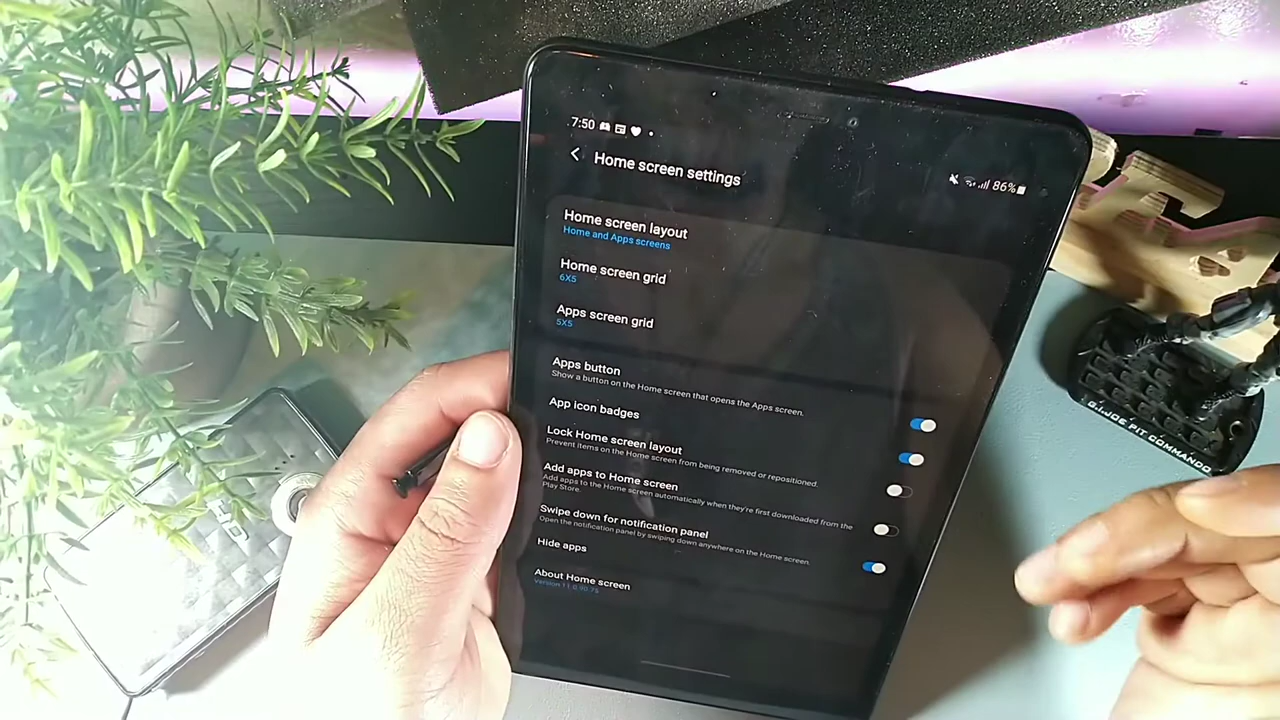 7:50
86%
Home screen settings
Home screen layout
Home and Apps screens
Home screen grid
6X5
Apps screen grid
5X5
Apps button
Show a button on the Home screen that opens the Apps screen.
App icon badges
Lock Home screen layout
Prevent items on the Home screen from being removed or repositioned.
Add apps to Home screen
Add apps to the Home screen automatically when they're first downloaded from the
Play Store.
Swipe down for notification panel
Open the notification panel by swiping down anywhere on the Home screen.
Hide apps
About Home screen
Version 11.0.90.75
G.I.JOE PIT COMMANDO